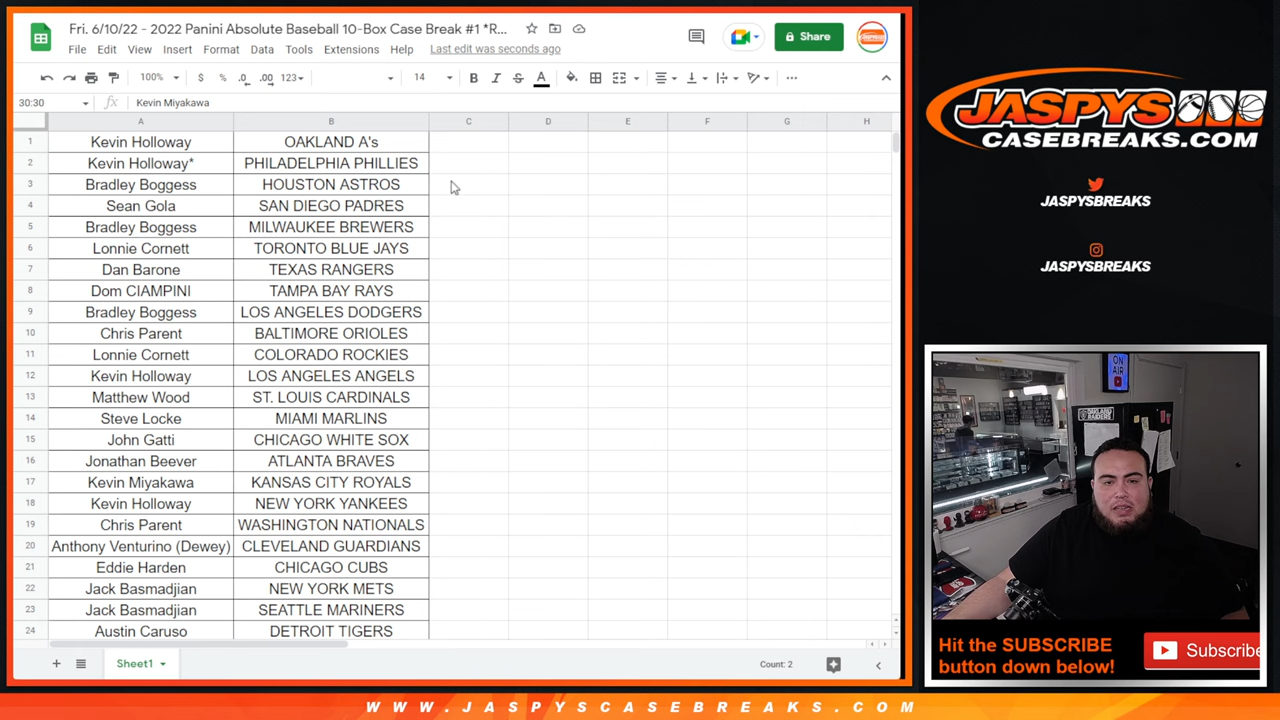 Fri. 6/10/22 - 2022 Panini Absolute Baseball 10-Box Case Break #1 *R...
File Edit View Insert Format Data Tools Extensions Help Last edit was seconds ago
Share
100% $ % .0 .00 123 14 B I S A
30:30 fx Kevin Miyakawa
A B C D E F G H
1 Kevin Holloway OAKLAND A's
2 Kevin Holloway* PHILADELPHIA PHILLIES
3 Bradley Boggess HOUSTON ASTROS
4 Sean Gola SAN DIEGO PADRES
5 Bradley Boggess MILWAUKEE BREWERS
6 Lonnie Cornett TORONTO BLUE JAYS
7 Dan Barone TEXAS RANGERS
8 Dom CIAMPINI TAMPA BAY RAYS
9 Bradley Boggess LOS ANGELES DODGERS
10 Chris Parent BALTIMORE ORIOLES
11 Lonnie Cornett COLORADO ROCKIES
12 Kevin Holloway LOS ANGELES ANGELS
13 Matthew Wood ST. LOUIS CARDINALS
14 Steve Locke MIAMI MARLINS
15 John Gatti CHICAGO WHITE SOX
16 Jonathan Beever ATLANTA BRAVES
17 Kevin Miyakawa KANSAS CITY ROYALS
18 Kevin Holloway NEW YORK YANKEES
19 Chris Parent WASHINGTON NATIONALS
20 Anthony Venturino (Dewey) CLEVELAND GUARDIANS
21 Eddie Harden CHICAGO CUBS
22 Jack Basmadjian NEW YORK METS
23 Jack Basmadjian SEATTLE MARINERS
24 Austin Caruso DETROIT TIGERS
Sheet1 Count: 2
JASPYS
CASEBREAKS.COM
JASPYSBREAKS
JASPYSBREAKS
ON
AIR
Hit the SUBSCRIBE
button down below!
Subscribe
WWW.JASPYSCASEBREAKS.COM